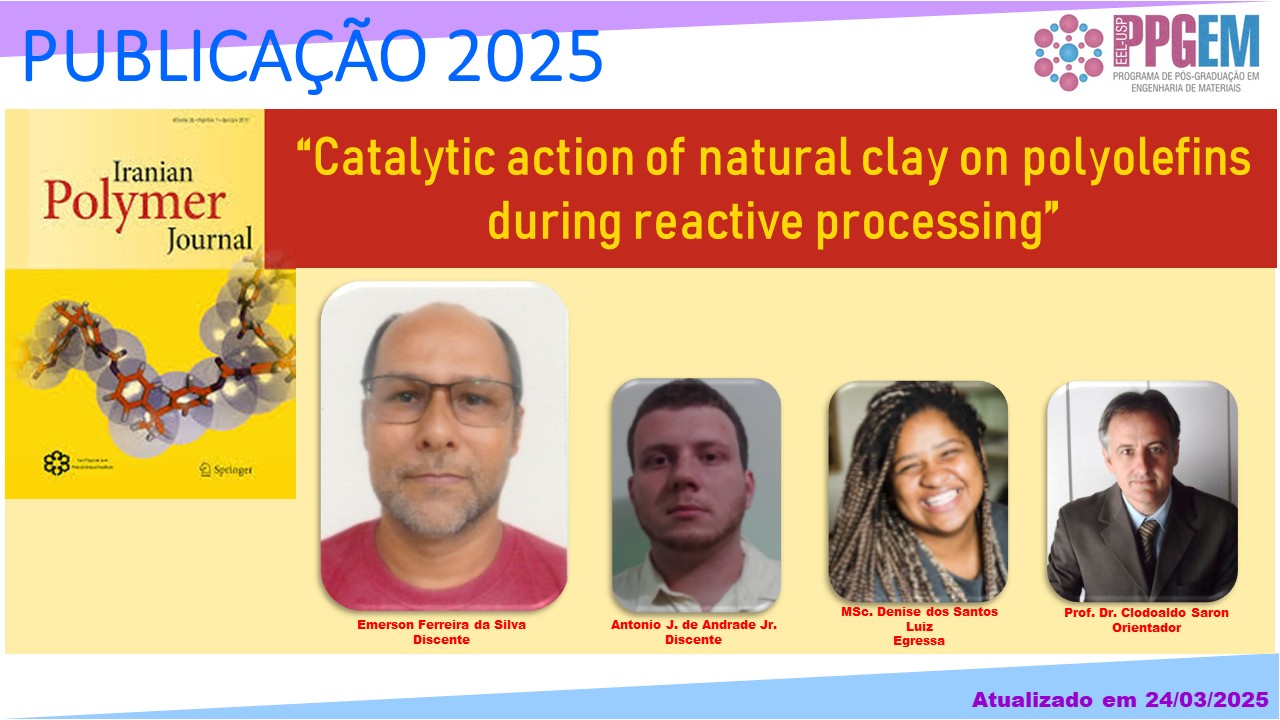 PUBLICAÇÃO 2025
EEL-USP
PPGEM
PROGRAMA DE PÓS-GRADUAÇÃO EM
ENGENHARIA DE MATERIAIS
Iranian
Polymer
Journal
Springer
“Catalytic action of natural clay on polyolefins
during reactive processing”
Emerson Ferreira da Silva
Discente
Antonio J. de Andrade Jr.
Discente
MSc. Denise dos Santos
Luiz
Egressa
Prof. Dr. Clodoaldo Saron
Orientador
Atualizado em 24/03/2025